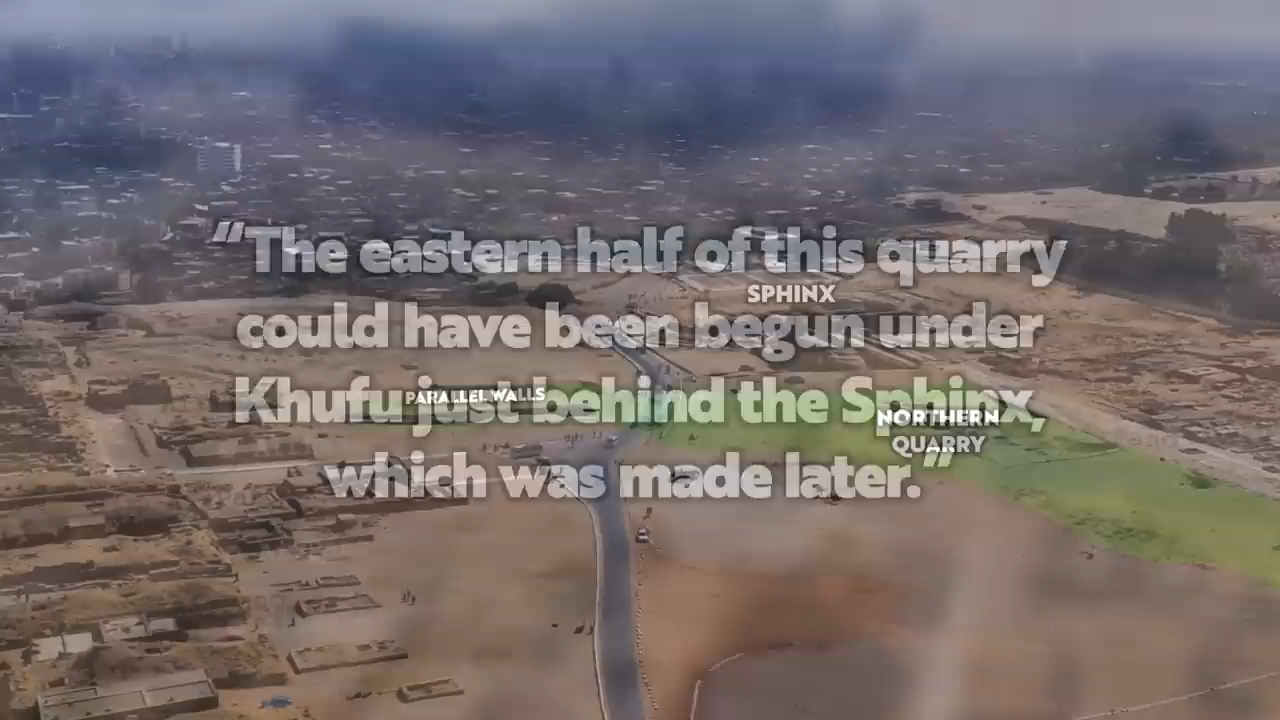 “The eastern half of this quarry
SPHINX
could have been begun under
Khufu just behind the Sphinx,
PARALLEL WALLS
NORTHERN
QUARRY
which was made later.”